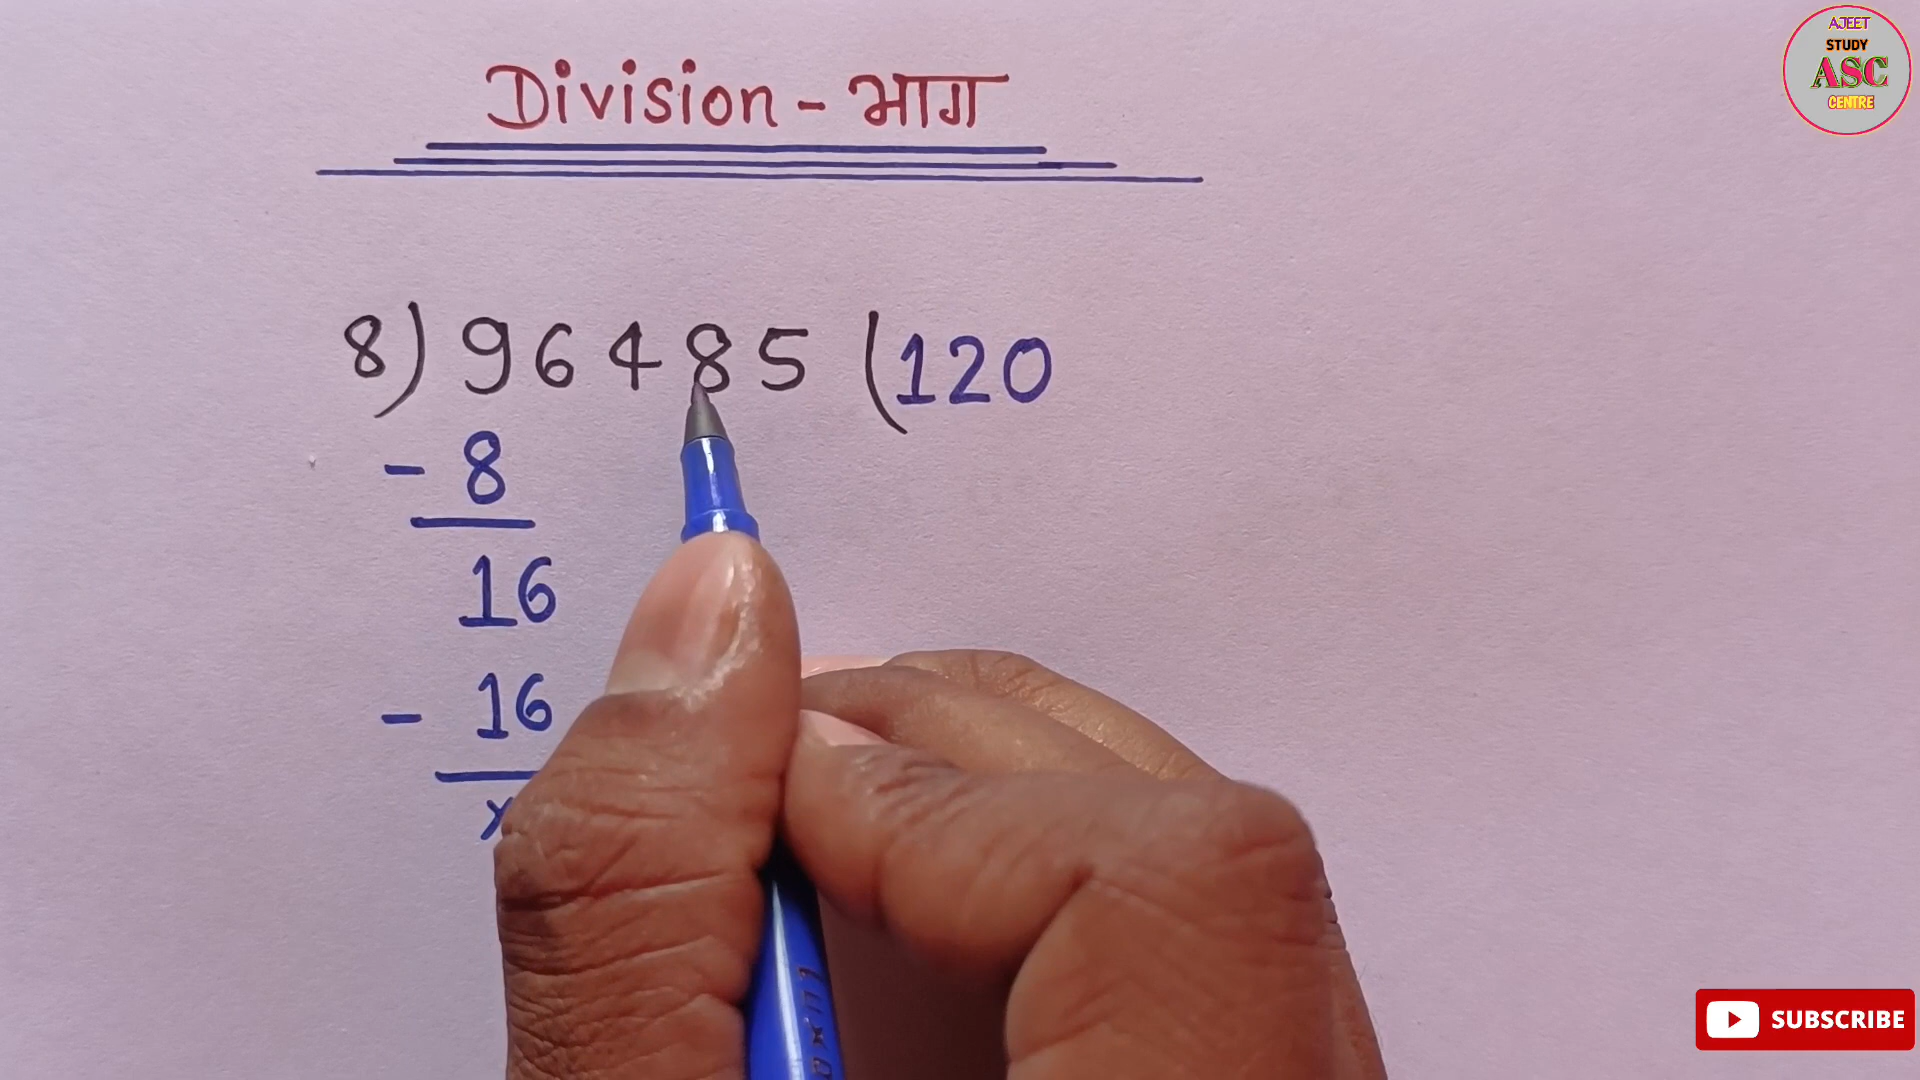 AJEET
STUDY
ASC
CENTRE
Division - भाग
8) 96485 (120
- 8
16
- 16
x
SUBSCRIBE